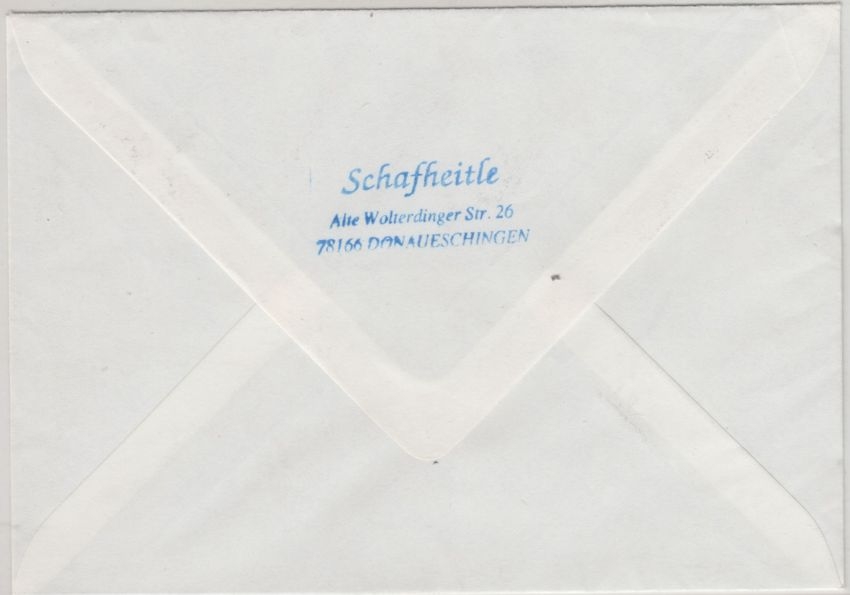 Schafheitle
Alte Wolterdinger Str. 26
78166 DONAUESCHINGEN